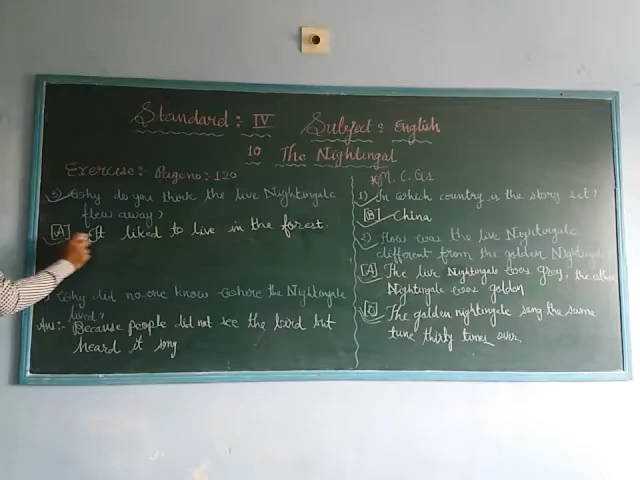 Standard: IV Subject: English
10 The Nightingal
Exercise:- Page no:-120
3) Why do you think the live Nightingale
flew away?
[A] It liked to live in the forest.
Why did no one know where the Nightingale
lived?
Ans:- Because people did not see the bird but
heard it song
*M.C.Qs
1) In which country is the story set?
[B] China
2) How was the live Nightingale
different from the golden Nightingale
[A] The live Nightingale was grey, the other
Nightingale was golden
The golden nightingale sang the same
tune thirty times over